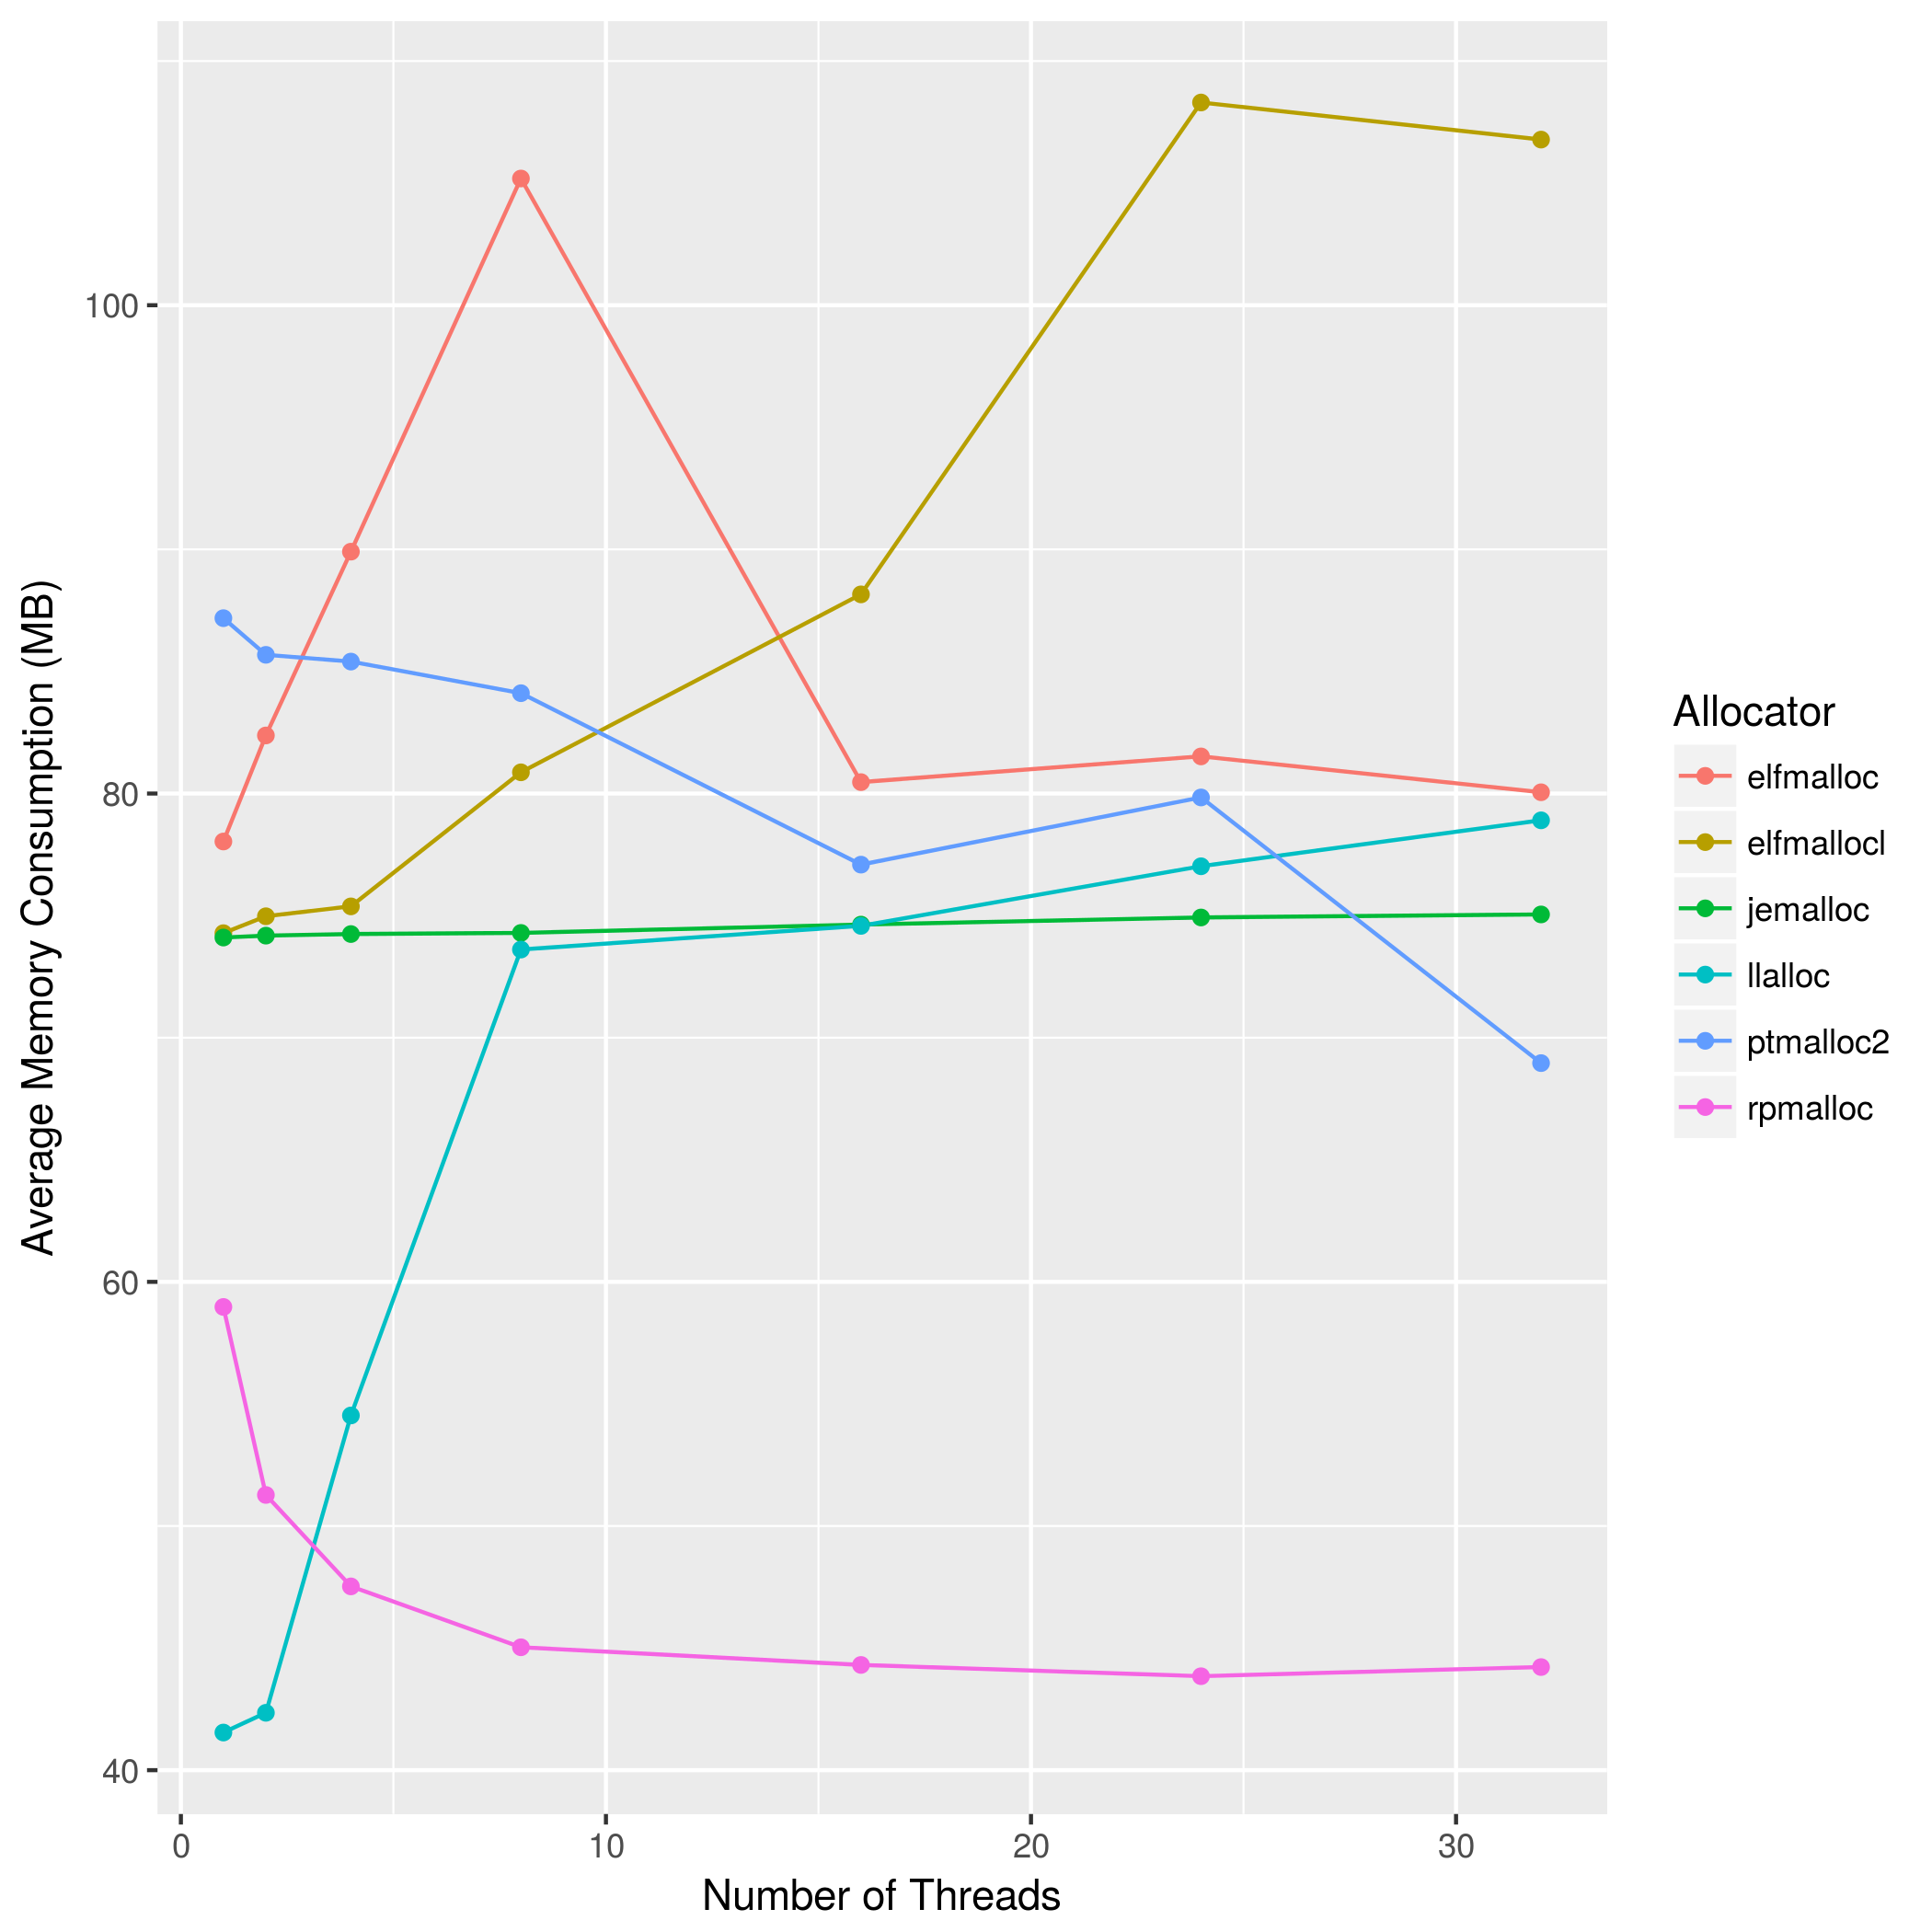 Average Memory Consumption (MB)
100
80
60
40
0 10 20 30
Number of Threads
Allocator
elfmalloc
elfmallocl
jemalloc
llalloc
ptmalloc2
rpmalloc